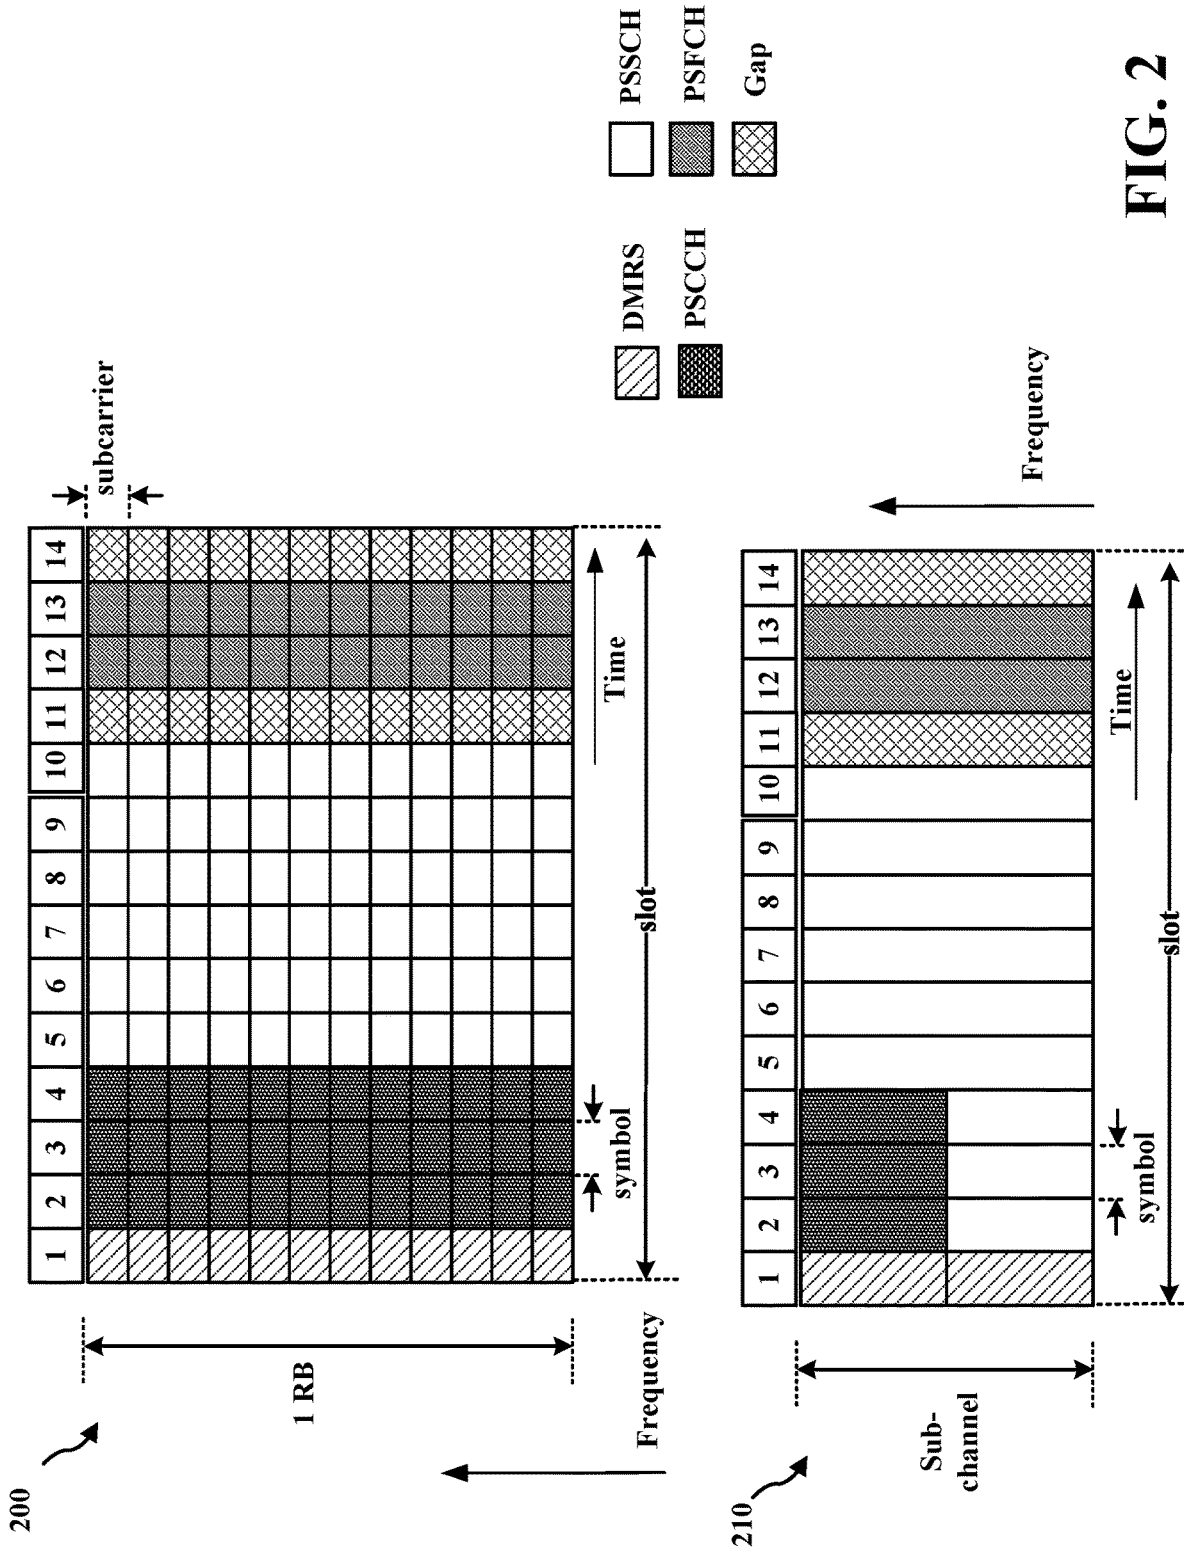 200
1 2 3 4 5 6 7 8 9 10 11 12 13 14
subcarrier
1 RB
Frequency
symbol
slot
Time
DMRS
PSSCH
PSCCH
PSFCH
Gap
210
1 2 3 4 5 6 7 8 9 10 11 12 13 14
Sub-
channel
symbol
slot
Time
Frequency
FIG. 2